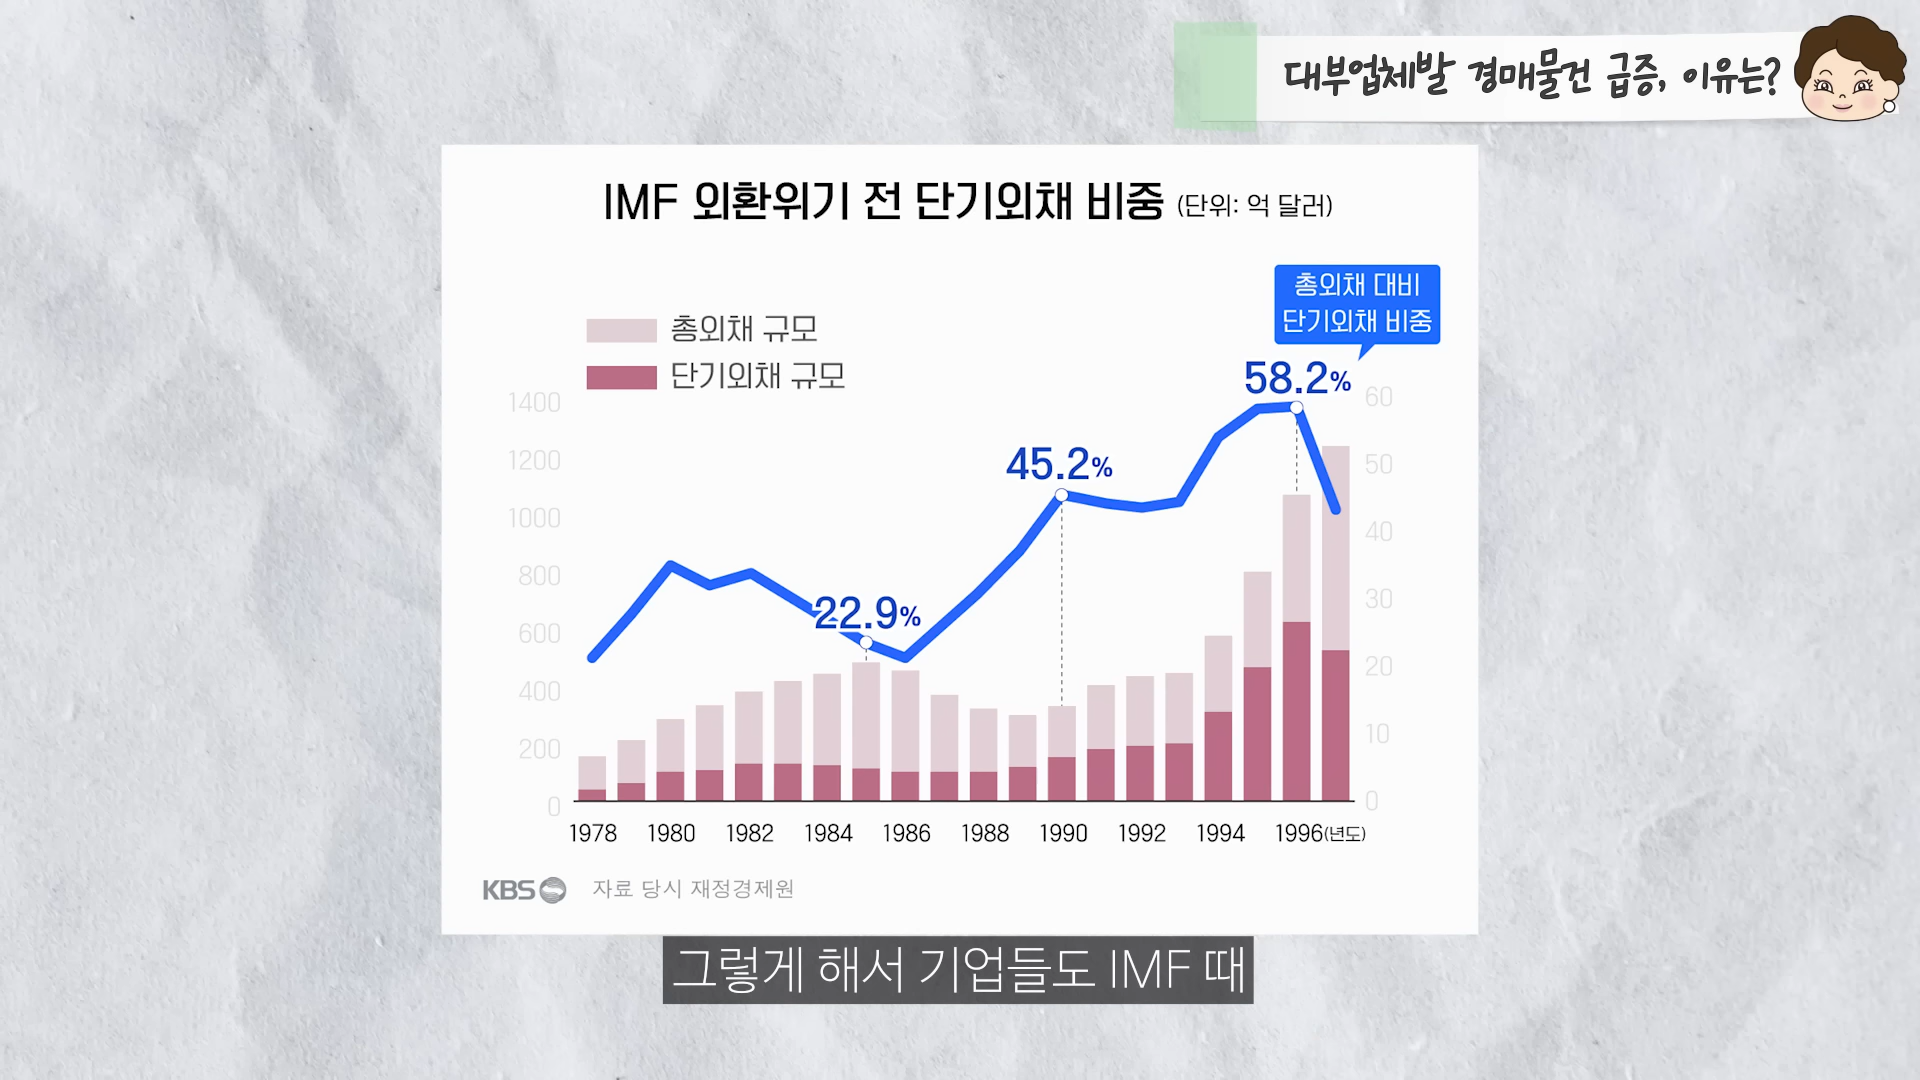 대부업체발 경매물건 급증, 이유는?
IMF 외환위기 전 단기외채 비중 (단위: 억 달러)
총외채 규모
단기외채 규모
총외채 대비
단기외채 비중
58.2%
45.2%
22.9%
1400
1200
1000
800
600
400
200
0
60
50
40
30
20
10
0
1978 1980 1982 1984 1986 1988 1990 1992 1994 1996(년도)
KBS 자료 당시 재정경제원
그렇게 해서 기업들도 IMF 때